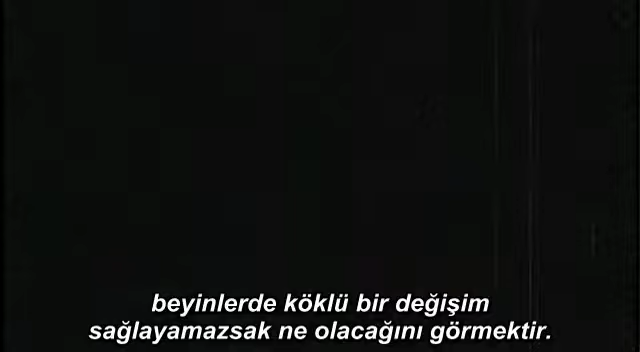 beyinlerde köklü bir değişim
sağlayamazsak ne olacağını görmektir.